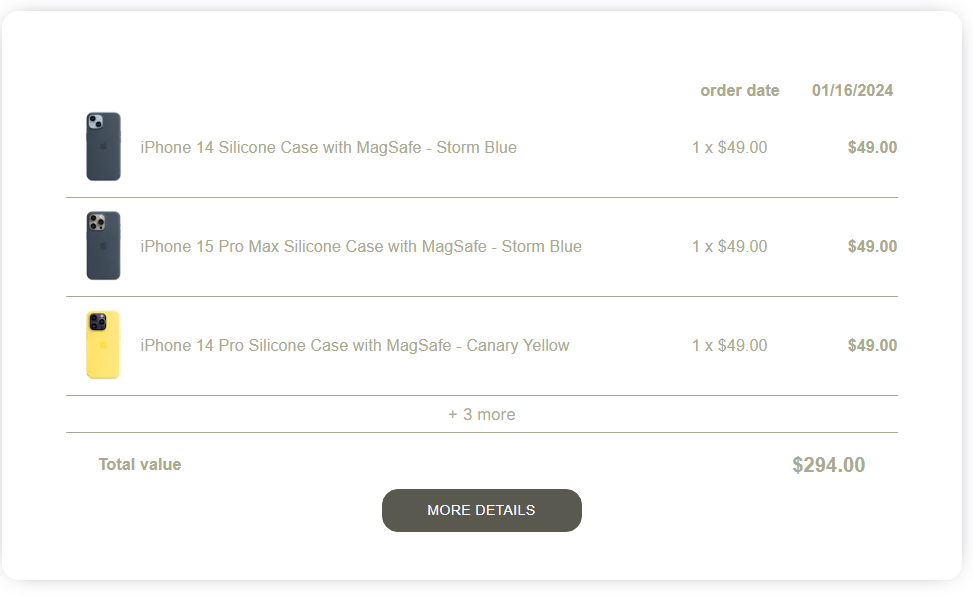 order date 01/16/2024
iPhone 14 Silicone Case with MagSafe - Storm Blue 1 x $49.00 $49.00
iPhone 15 Pro Max Silicone Case with MagSafe - Storm Blue 1 x $49.00 $49.00
iPhone 14 Pro Silicone Case with MagSafe - Canary Yellow 1 x $49.00 $49.00
+ 3 more
Total value $294.00
MORE DETAILS